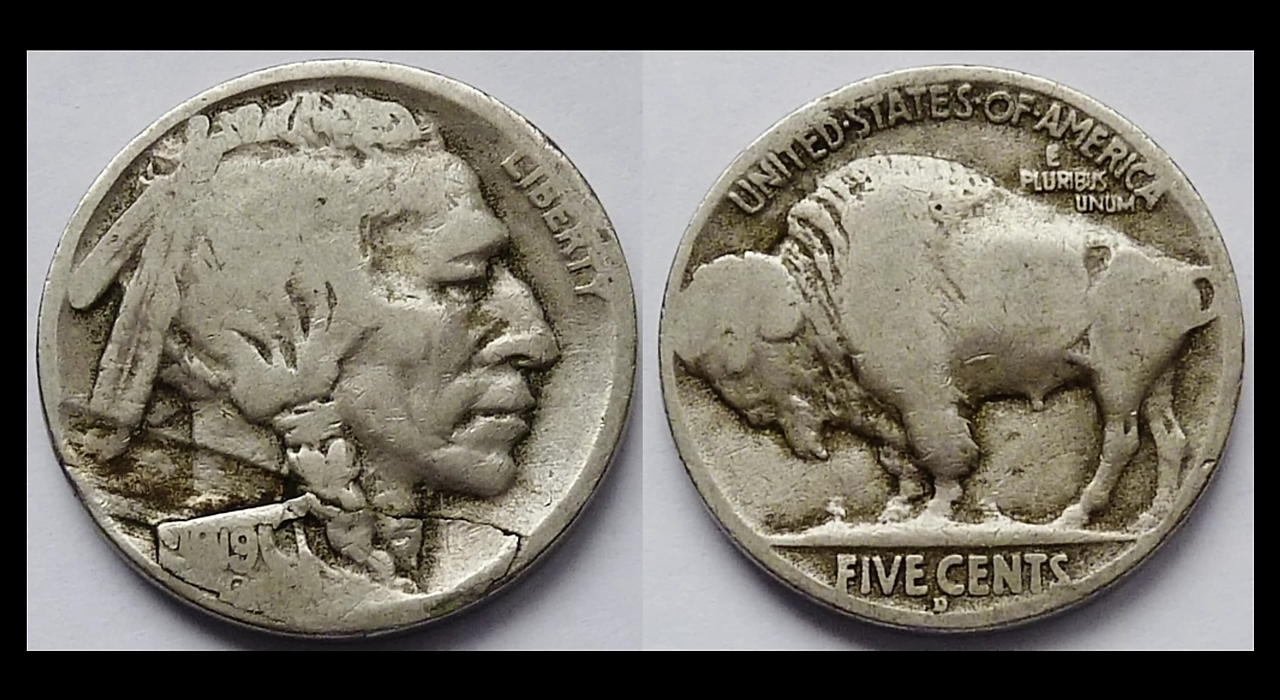 LIBERTY
UNITED·STATES·OF·AMERICA
E
PLURIBUS
UNUM
FIVE CENTS
D